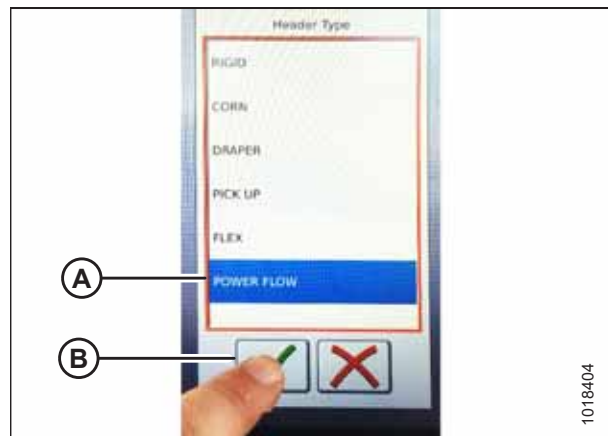 Header Type
RIGID
CORN
DRAPER
PICK UP
FLEX
A
POWER FLOW
B
1018404